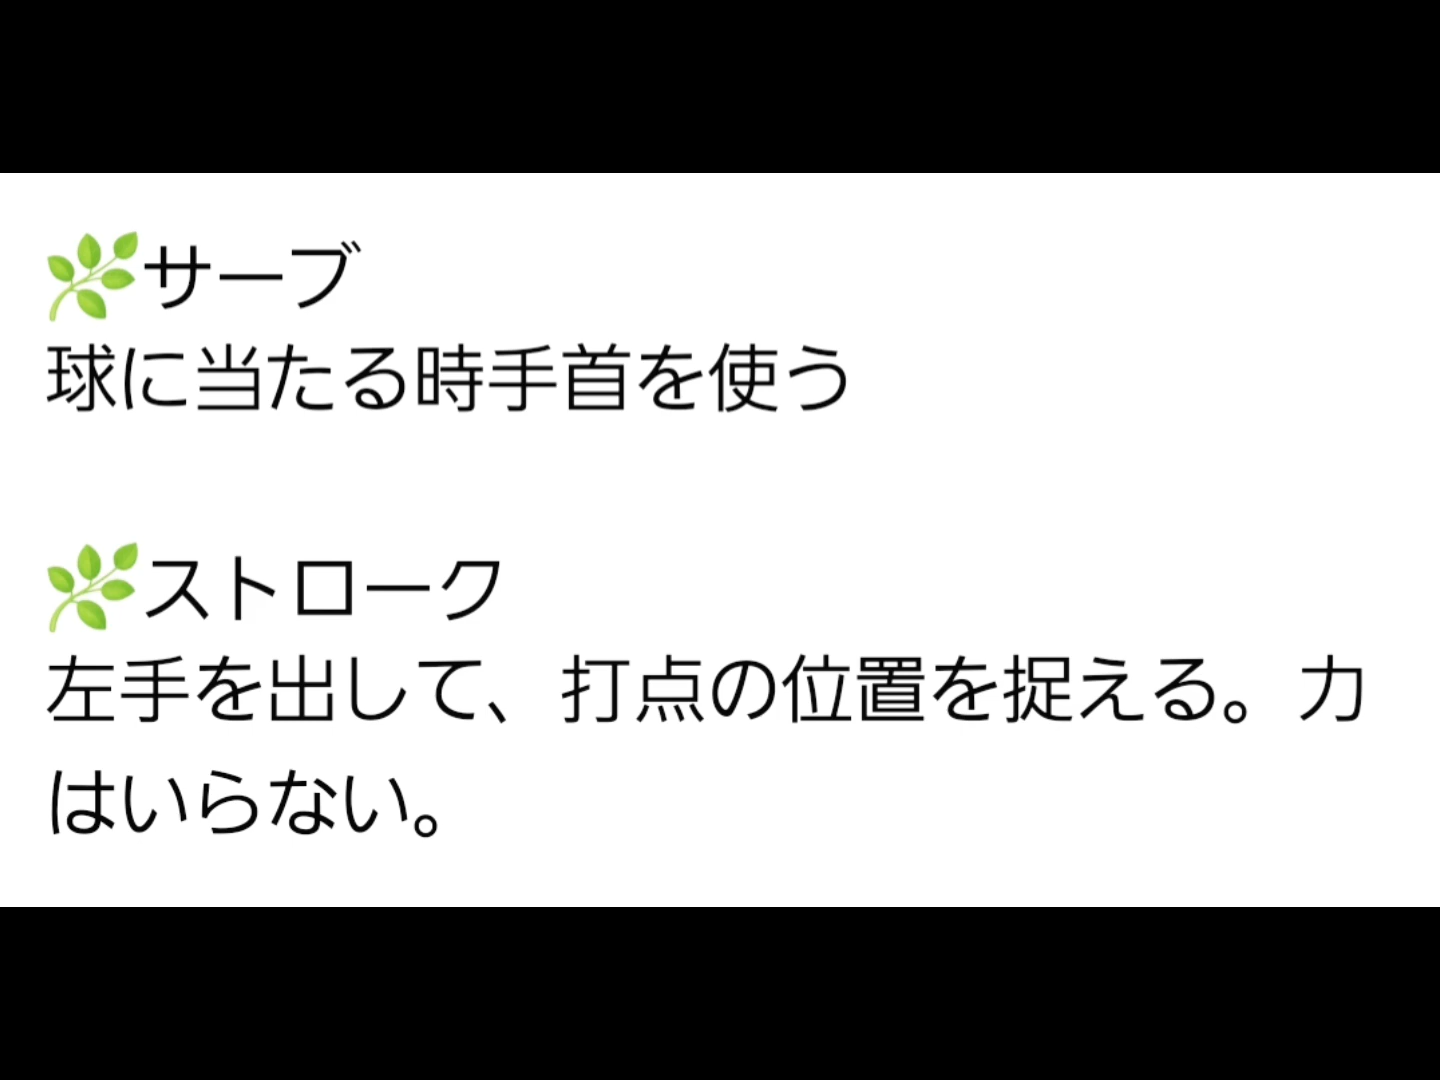 🌿サーブ
球に当たる時手首を使う
🌿ストローク
左手を出して、打点の位置を捉える。力
はいらない。